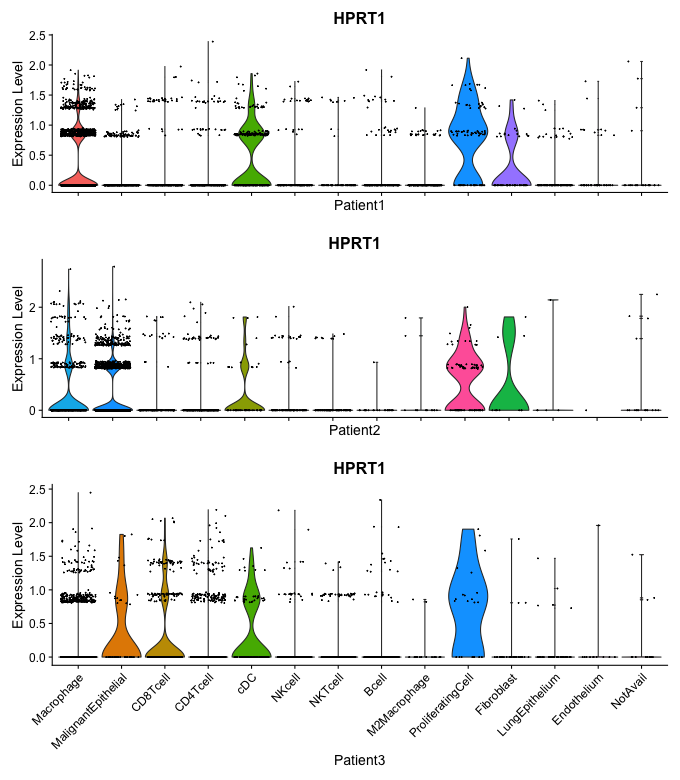 HPRT1
Expression Level
2.5
2.0
1.5
1.0
0.5
0.0
Patient1
HPRT1
Expression Level
2
1
0
Patient2
HPRT1
Expression Level
2.5
2.0
1.5
1.0
0.5
0.0
Macrophage
MalignantEpithelial
CD8Tcell
CD4Tcell
cDC
NKcell
NKTcell
Bcell
M2Macrophage
ProliferatingCell
Fibroblast
LungEpithelium
Endothelium
NotAvail
Patient3